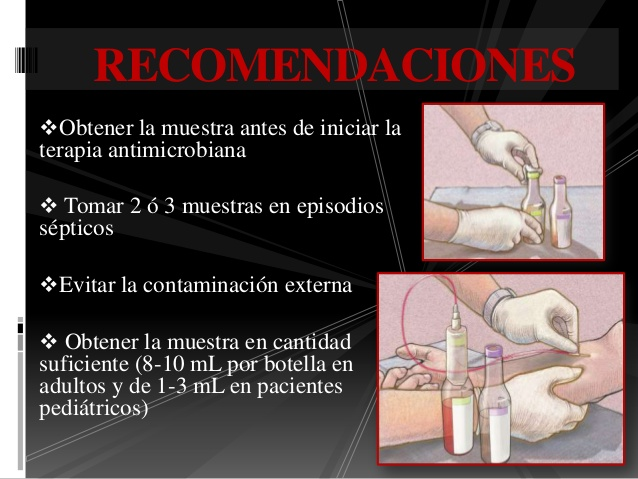 RECOMENDACIONES
❖Obtener la muestra antes de iniciar la
terapia antimicrobiana
❖ Tomar 2 ó 3 muestras en episodios
sépticos
❖Evitar la contaminación externa
❖ Obtener la muestra en cantidad
suficiente (8-10 mL por botella en
adultos y de 1-3 mL en pacientes
pediátricos)